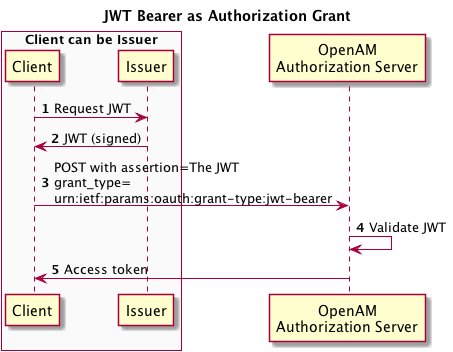 JWT Bearer as Authorization Grant
Client can be Issuer
Client
Issuer
OpenAM
Authorization Server
1 Request JWT
2 JWT (signed)
POST with assertion=The JWT
3 grant_type=
urn:ietf:params:oauth:grant-type:jwt-bearer
4 Validate JWT
5 Access token
Client
Issuer
OpenAM
Authorization Server